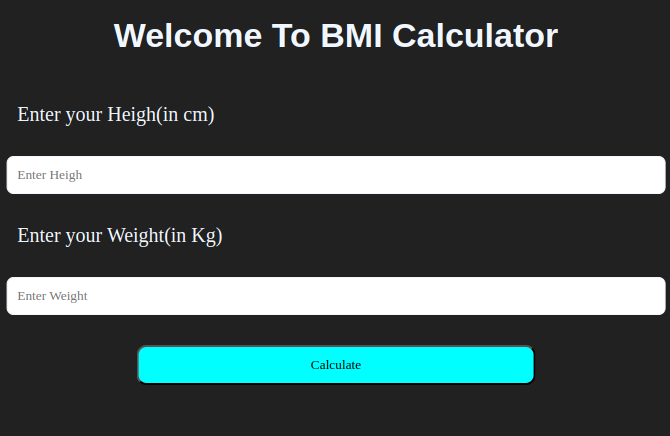 Welcome To BMI Calculator
Enter your Heigh(in cm)
Enter Heigh
Enter your Weight(in Kg)
Enter Weight
Calculate